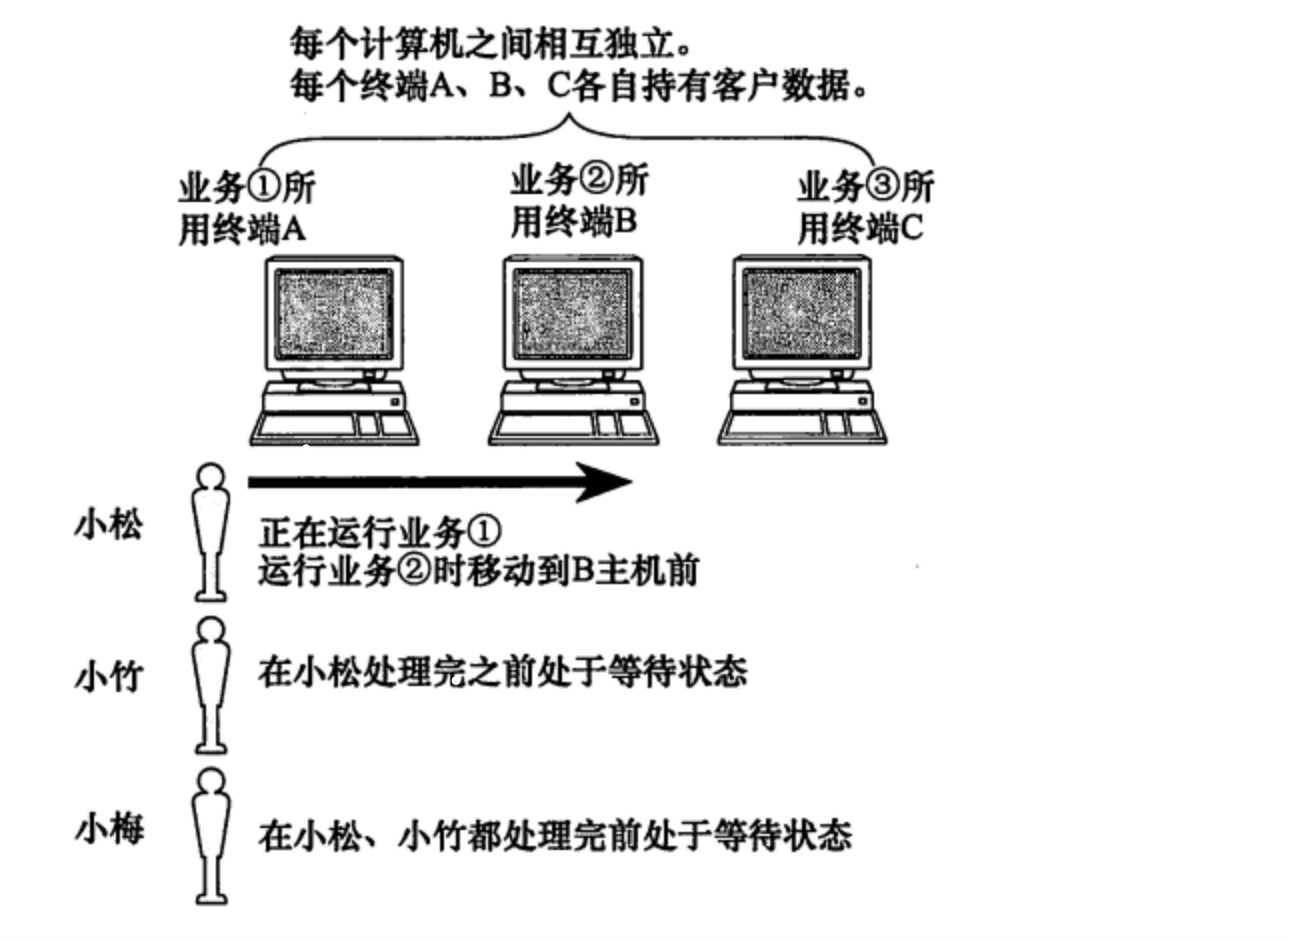 每个计算机之间相互独立。
每个终端A、B、C各自持有客户数据。
业务①所
用终端A
业务②所
用终端B
业务③所
用终端C
小松
正在运行业务①
运行业务②时移动到B主机前
小竹
在小松处理完之前处于等待状态
小梅
在小松、小竹都处理完前处于等待状态